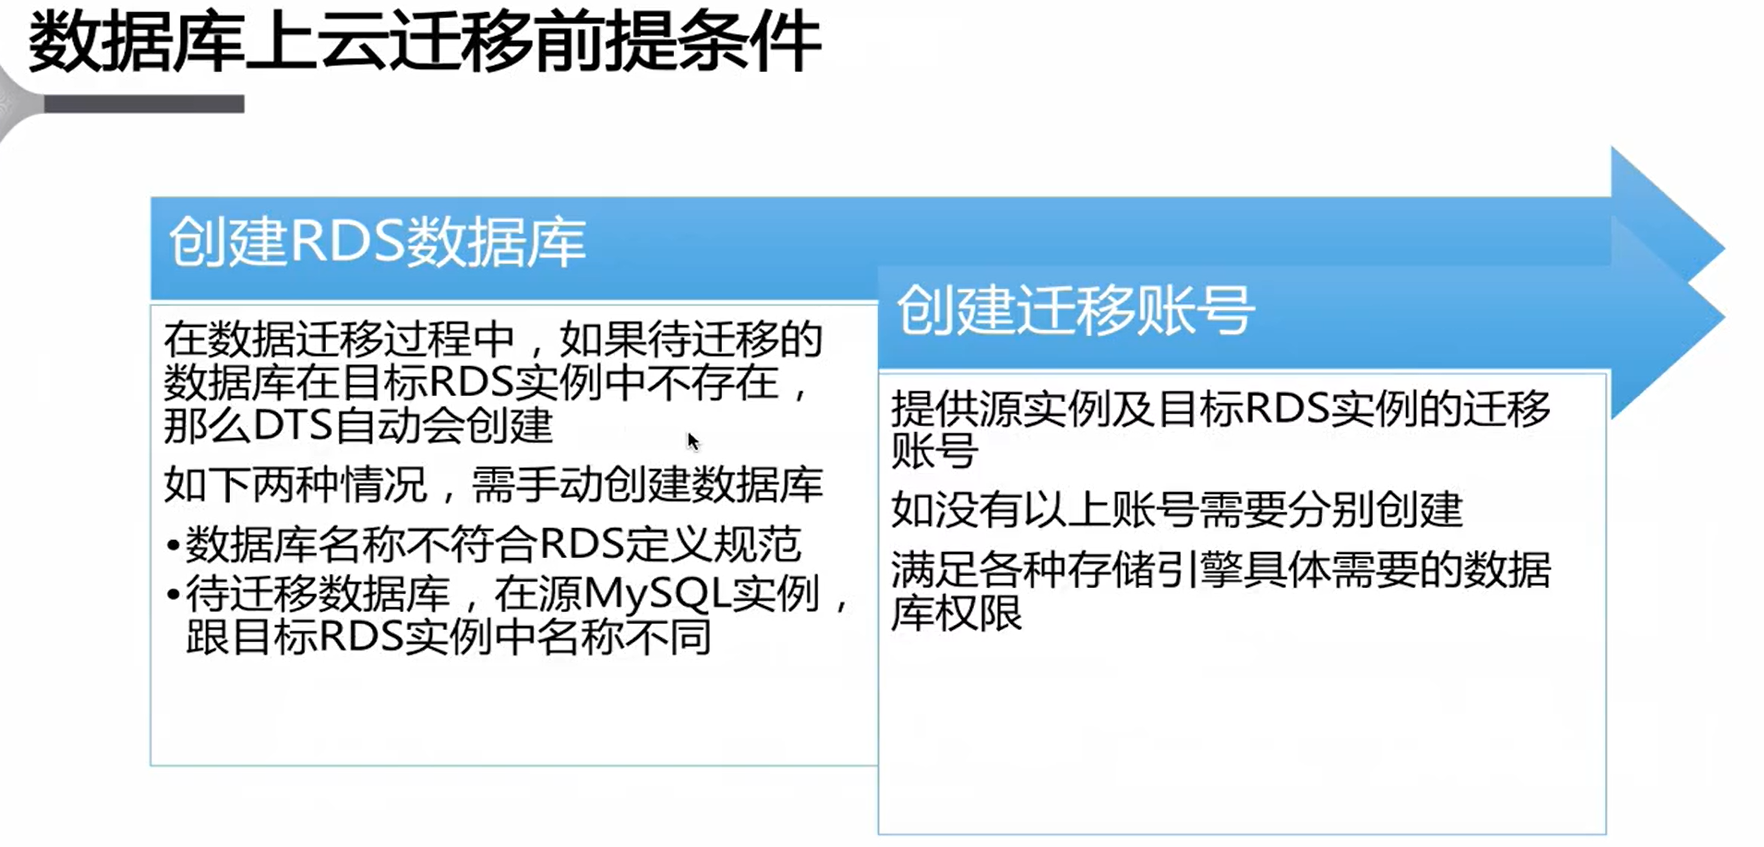 数据库上云迁移前提条件
创建RDS数据库
在数据迁移过程中，如果待迁移的
数据库在目标RDS实例中不存在，
那么DTS自动会创建
如下两种情况，需手动创建数据库
•数据库名称不符合RDS定义规范
•待迁移数据库，在源MySQL实例，
跟目标RDS实例中名称不同
创建迁移账号
提供源实例及目标RDS实例的迁移
账号
如没有以上账号需要分别创建
满足各种存储引擎具体需要的数据
库权限